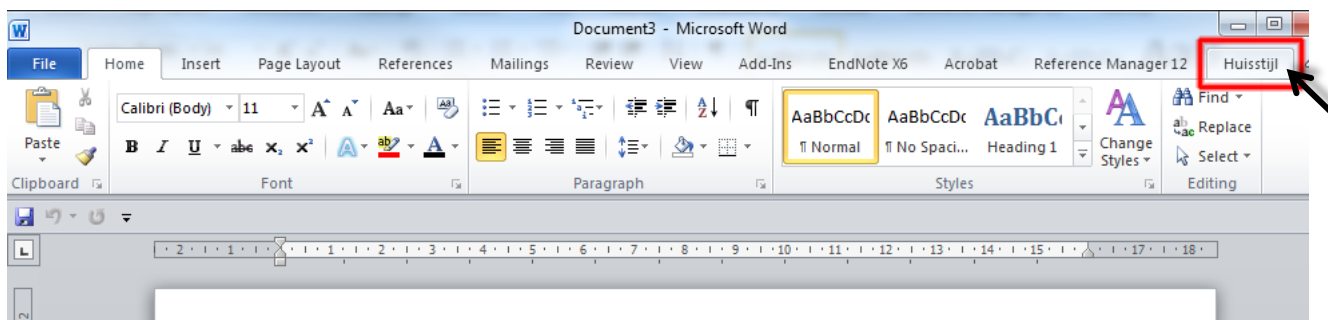 W
Document3 - Microsoft Word
File Home Insert Page Layout References Mailings Review View Add-Ins EndNote X6 Acrobat Reference Manager 12 Huisstijl
Calibri (Body) 11 A A Aa AB
AaBbCcDc AaBbCcDc AaBbC
A
Find
Replace
Paste
B I U abc x₂ x² A ab A
¶ Normal ¶ No Spaci... Heading 1
Change
Styles
Select
Clipboard Font Paragraph Styles Editing
L 2 1 1 2 3 4 5 6 7 8 9 10 11 12 13 14 15 17 18
2